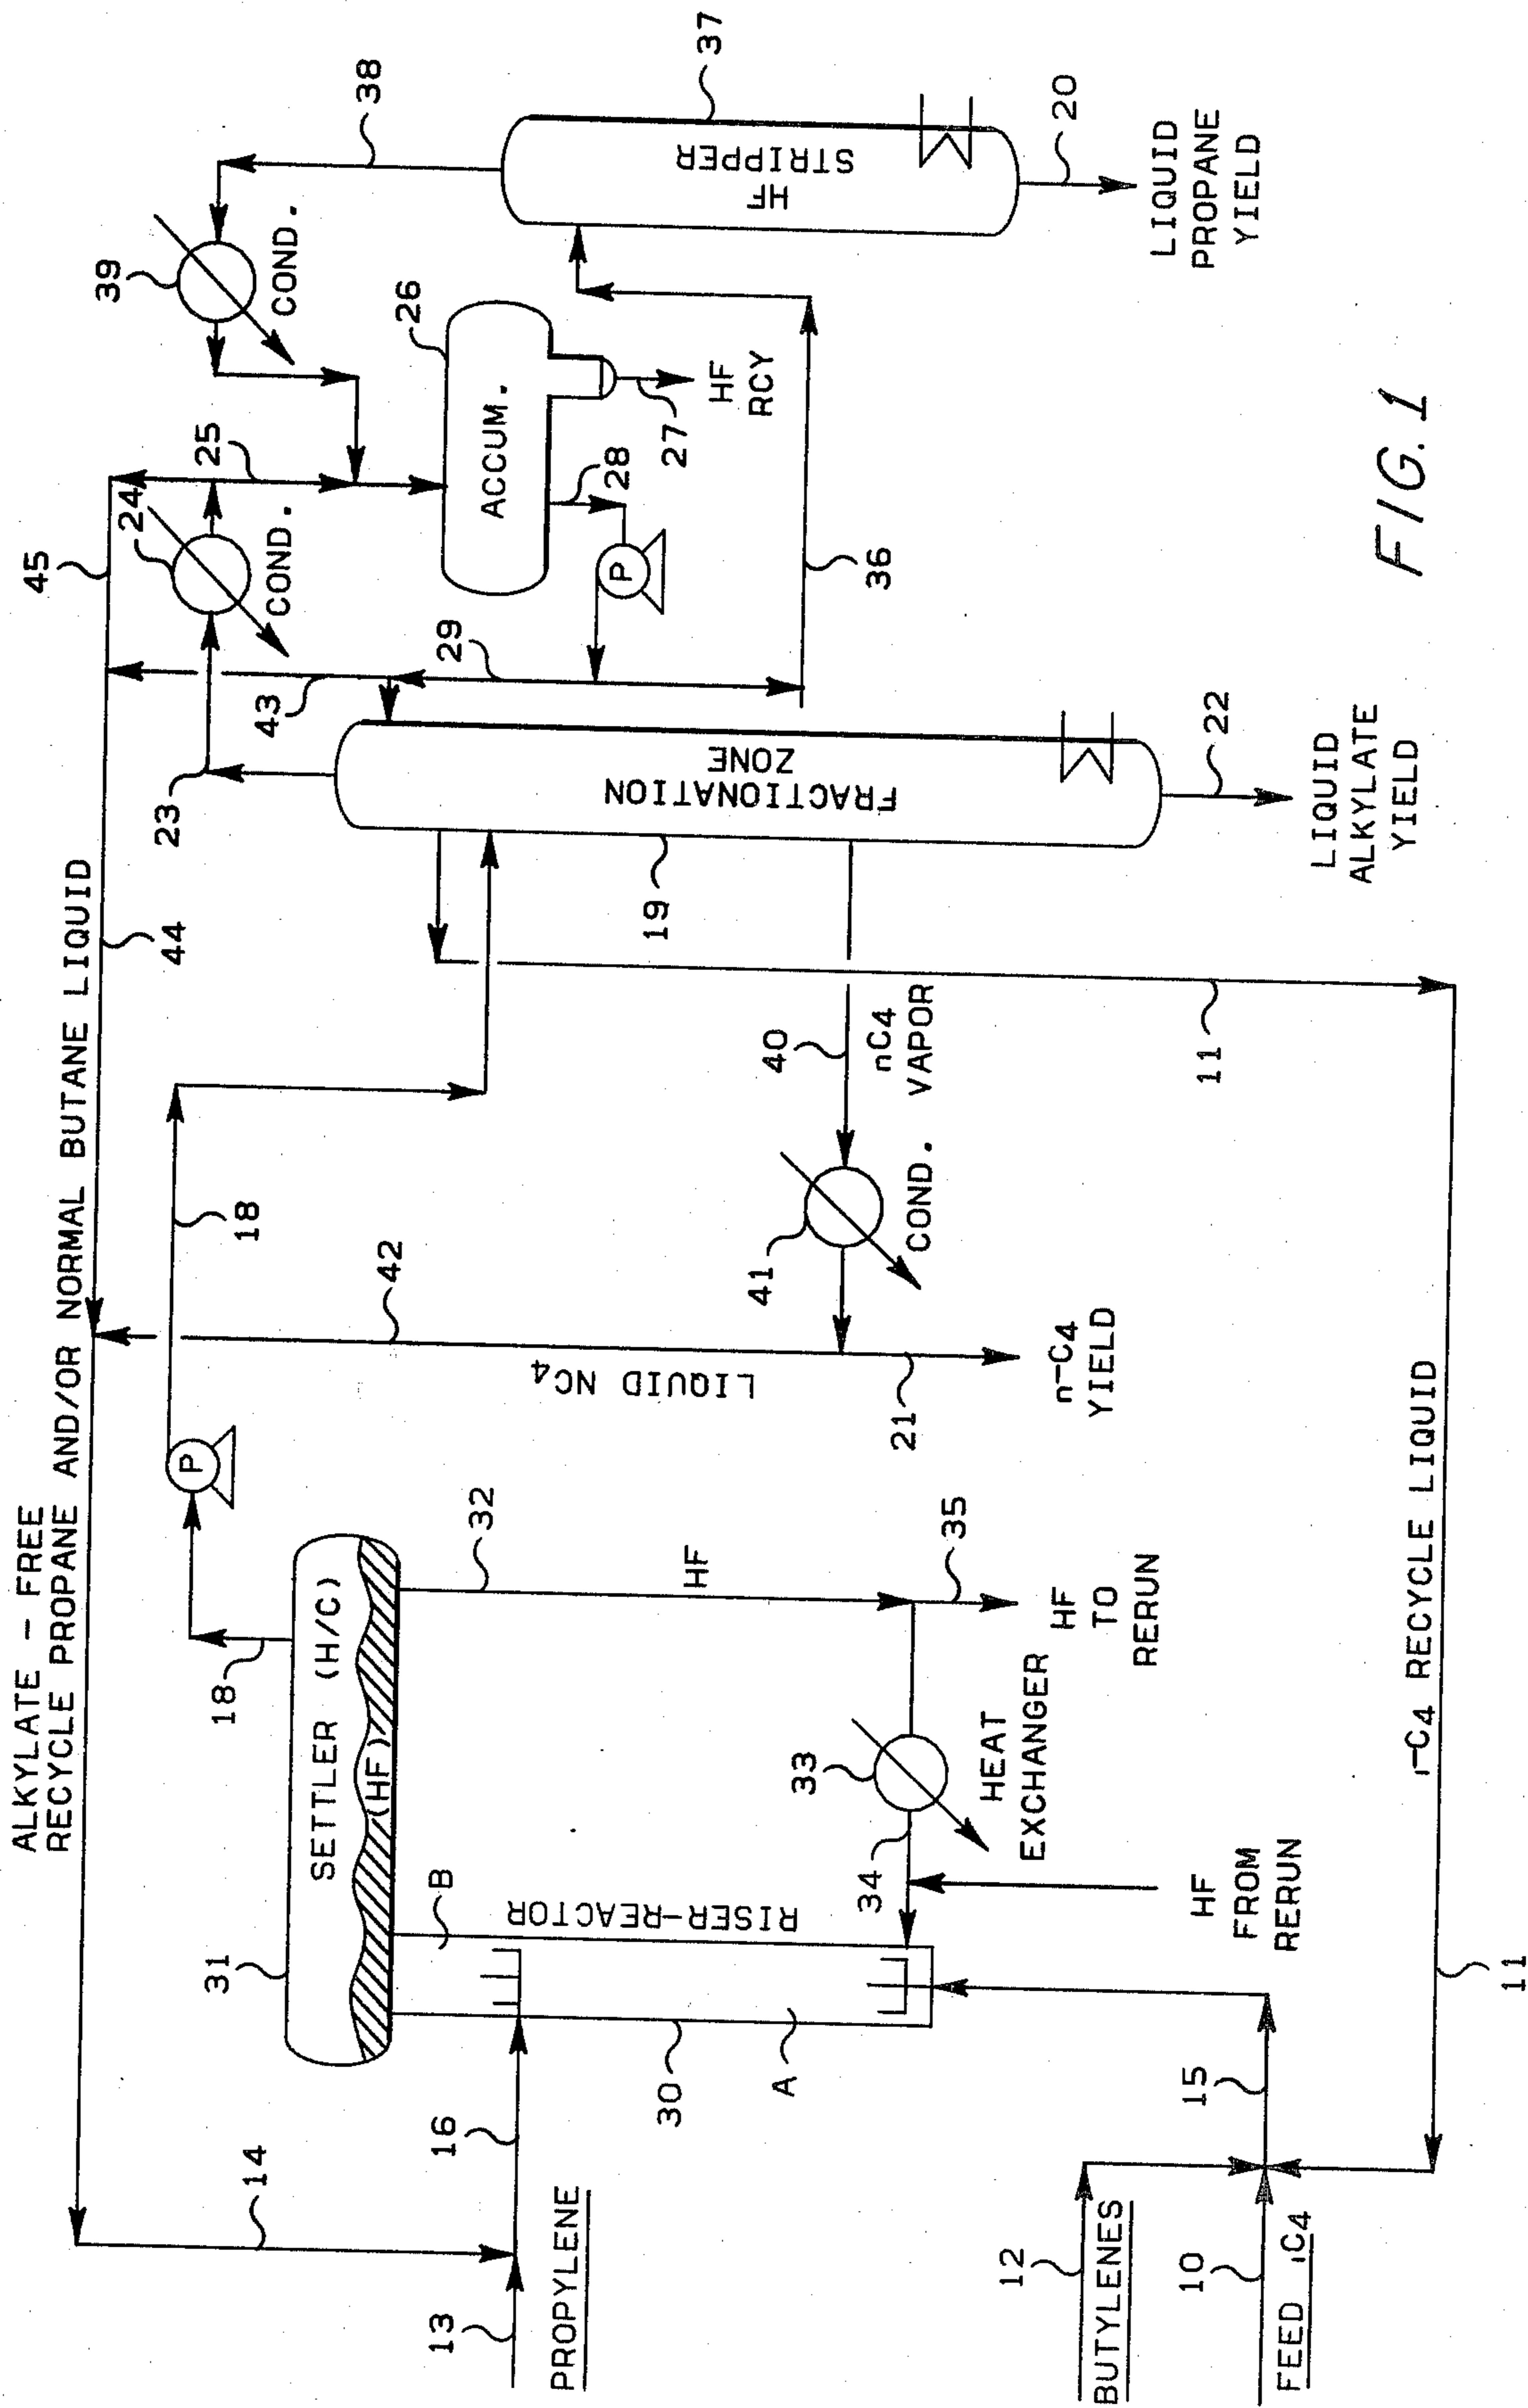 ALKYLATE - FREE
RECYCLE PROPANE AND/OR NORMAL BUTANE LIQUID
44
45
14
13
PROPYLENE
16
31
SETTLER (H/C)
(HF)
B
RISER-REACTOR
30
A
18
P
18
32
HF
35
HF
TO
RERUN
33
HEAT
EXCHANGER
34
HF
FROM
RERUN
12
BUTYLENES
10
FEED iC4
15
11
i-C4 RECYCLE LIQUID
11
42
LIQUID NC4
21
n-C4
YIELD
41
COND.
40
nC4
VAPOR
19
FRACTIONATION
ZONE
22
LIQUID
ALKYLATE
YIELD
23
24
COND.
25
43
29
P
28
ACCUM.
26
27
HF
RCY
36
39
COND.
38
37
HF
STRIPPER
20
LIQUID
PROPANE
YIELD
FIG. 1